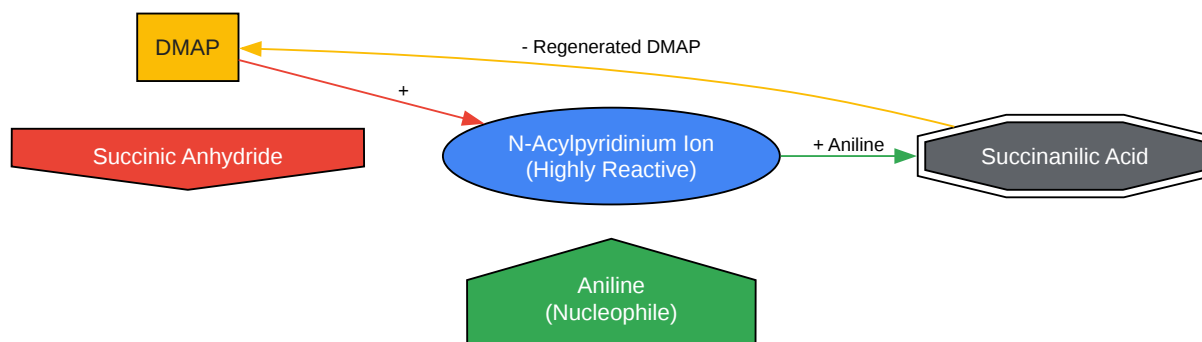 DMAP
- Regenerated DMAP
+
Succinic Anhydride
N-Acylpyridinium Ion
(Highly Reactive)
+ Aniline
Succinanilic Acid
Aniline
(Nucleophile)